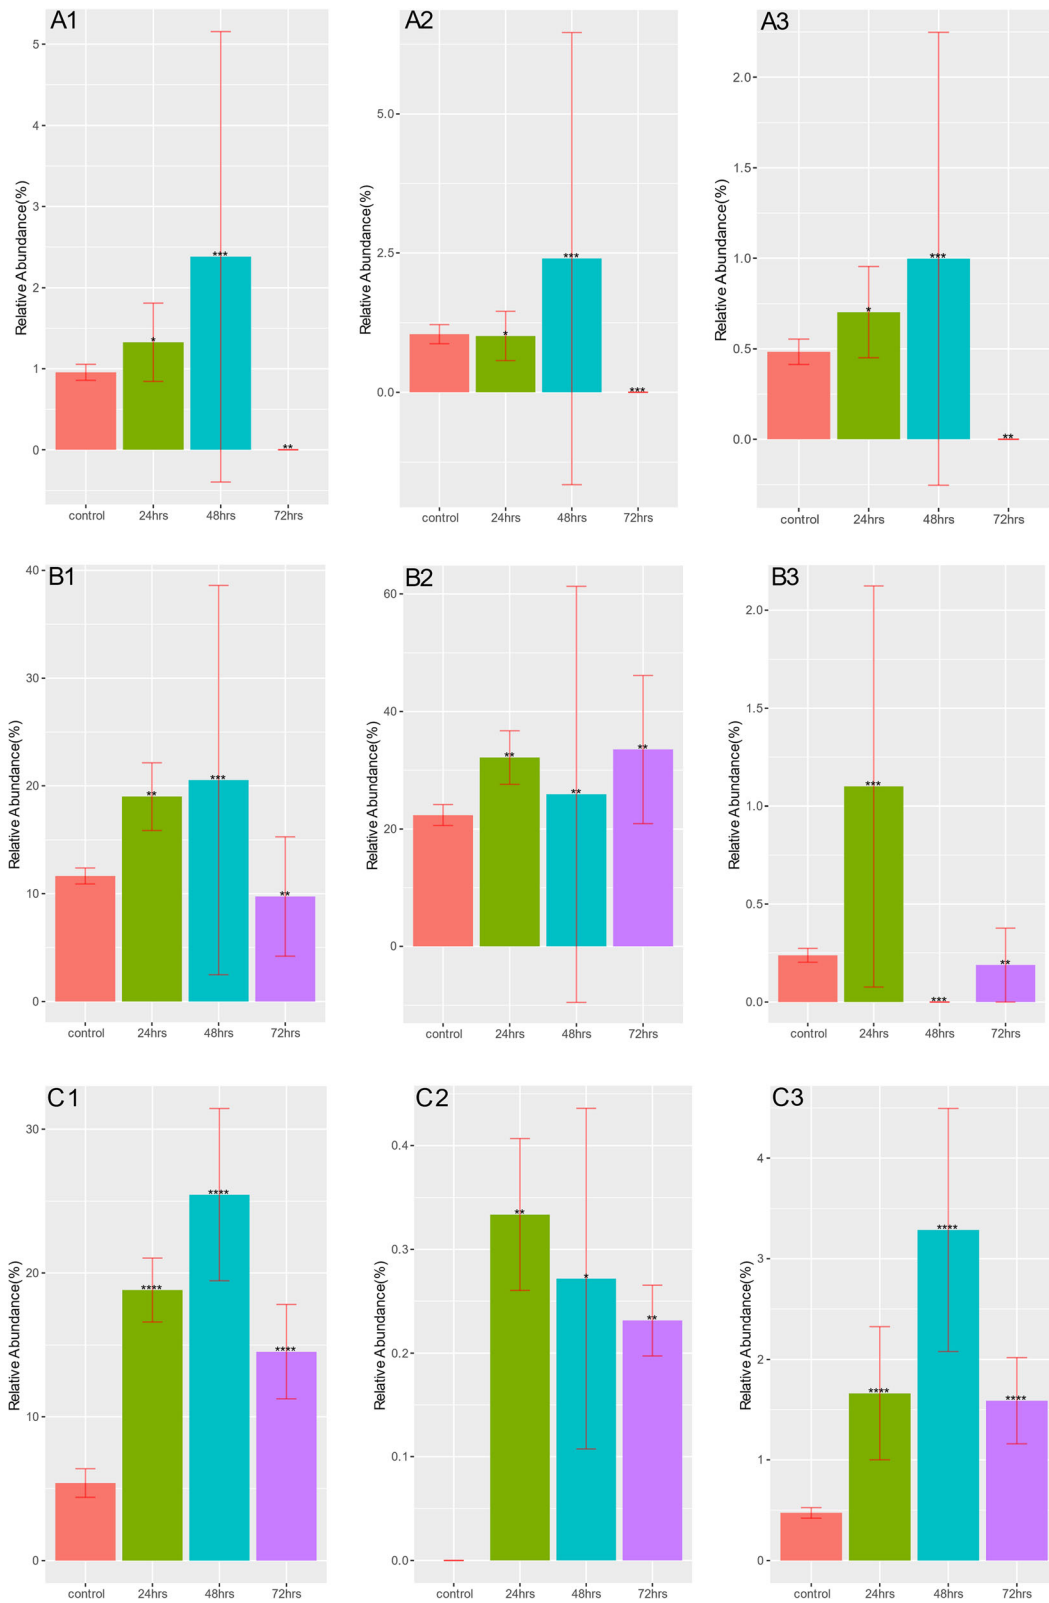 A1
Relative Abundance(%)
5
4
3
2
1
0
***
*
**
control 24hrs 48hrs 72hrs
A2
Relative Abundance(%)
5.0
2.5
0.0
***
*
***
control 24hrs 48hrs 72hrs
A3
Relative Abundance(%)
2.0
1.5
1.0
0.5
0.0
***
*
**
control 24hrs 48hrs 72hrs
B1
Relative Abundance(%)
40
30
20
10
0
***
**
**
control 24hrs 48hrs 72hrs
B2
Relative Abundance(%)
60
40
20
0
**
**
**
control 24hrs 48hrs 72hrs
B3
Relative Abundance(%)
2.0
1.5
1.0
0.5
0.0
***
**
***
control 24hrs 48hrs 72hrs
C1
Relative Abundance(%)
30
20
10
0
****
****
****
control 24hrs 48hrs 72hrs
C2
Relative Abundance(%)
0.4
0.3
0.2
0.1
0.0
**
*
**
control 24hrs 48hrs 72hrs
C3
Relative Abundance(%)
4
3
2
1
0
****
****
****
control 24hrs 48hrs 72hrs